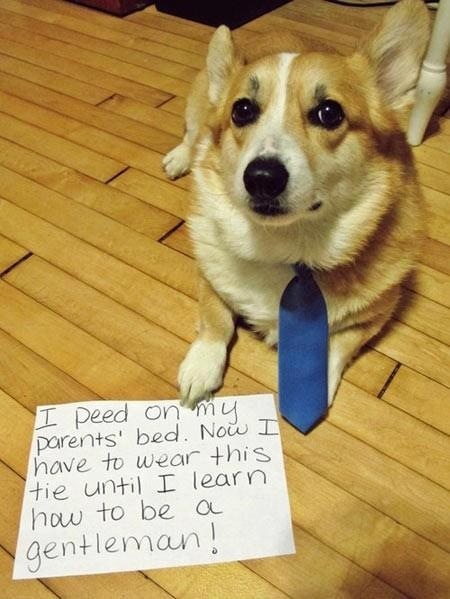 I peed on my
parents' bed. Now I
have to wear this
tie until I learn
how to be a
gentleman!